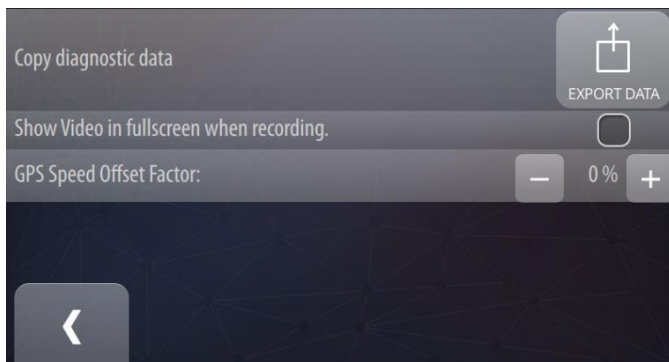 Copy diagnostic data
EXPORT DATA
Show Video in fullscreen when recording.
GPS Speed Offset Factor:
− 0 % +